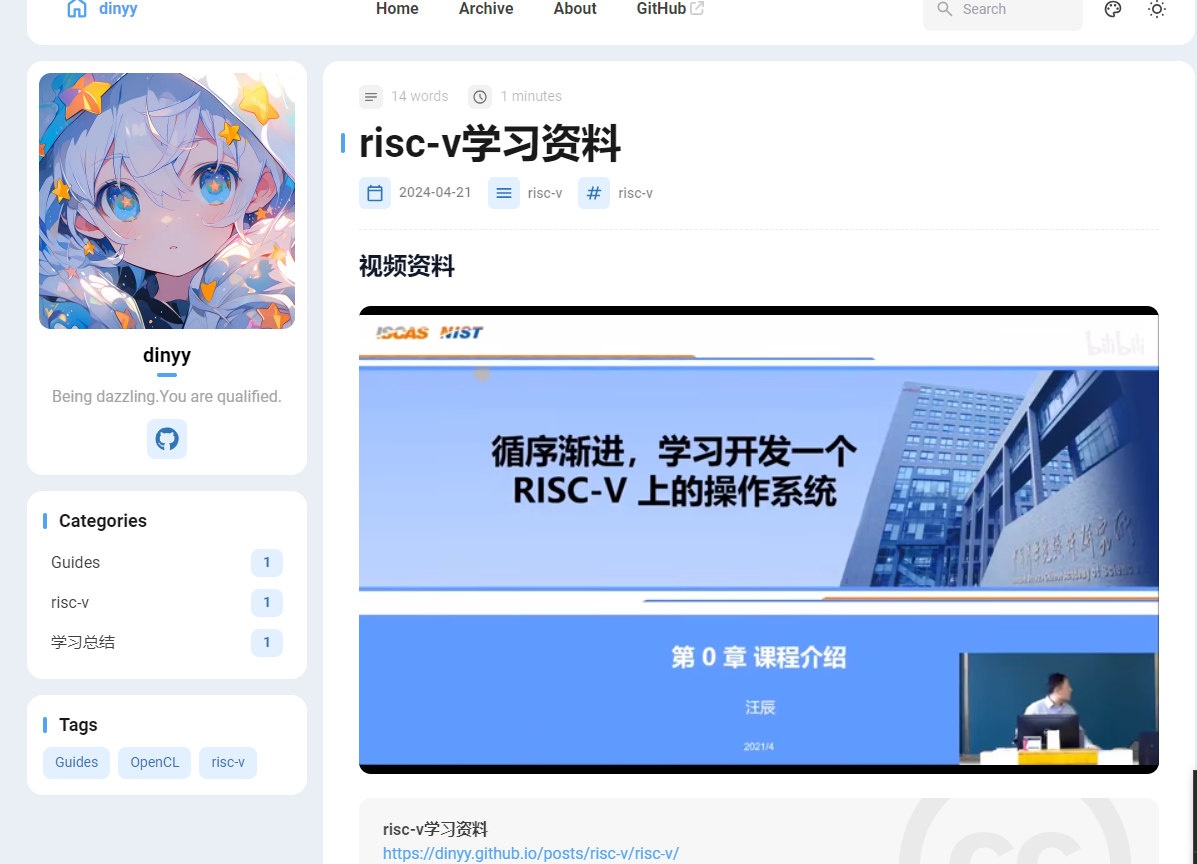 dinyy
Home
Archive
About
GitHub
Search
14 words
1 minutes
risc-v学习资料
2024-04-21
risc-v
risc-v
视频资料
ISCAS NIST
bilibili
循序渐进，学习开发一个
RISC-V 上的操作系统
第 0 章 课程介绍
汪辰
2021/4
risc-v学习资料
https://dinyy.github.io/posts/risc-v/risc-v/
dinyy
Being dazzling.You are qualified.
Categories
Guides 1
risc-v 1
学习总结 1
Tags
Guides
OpenCL
risc-v